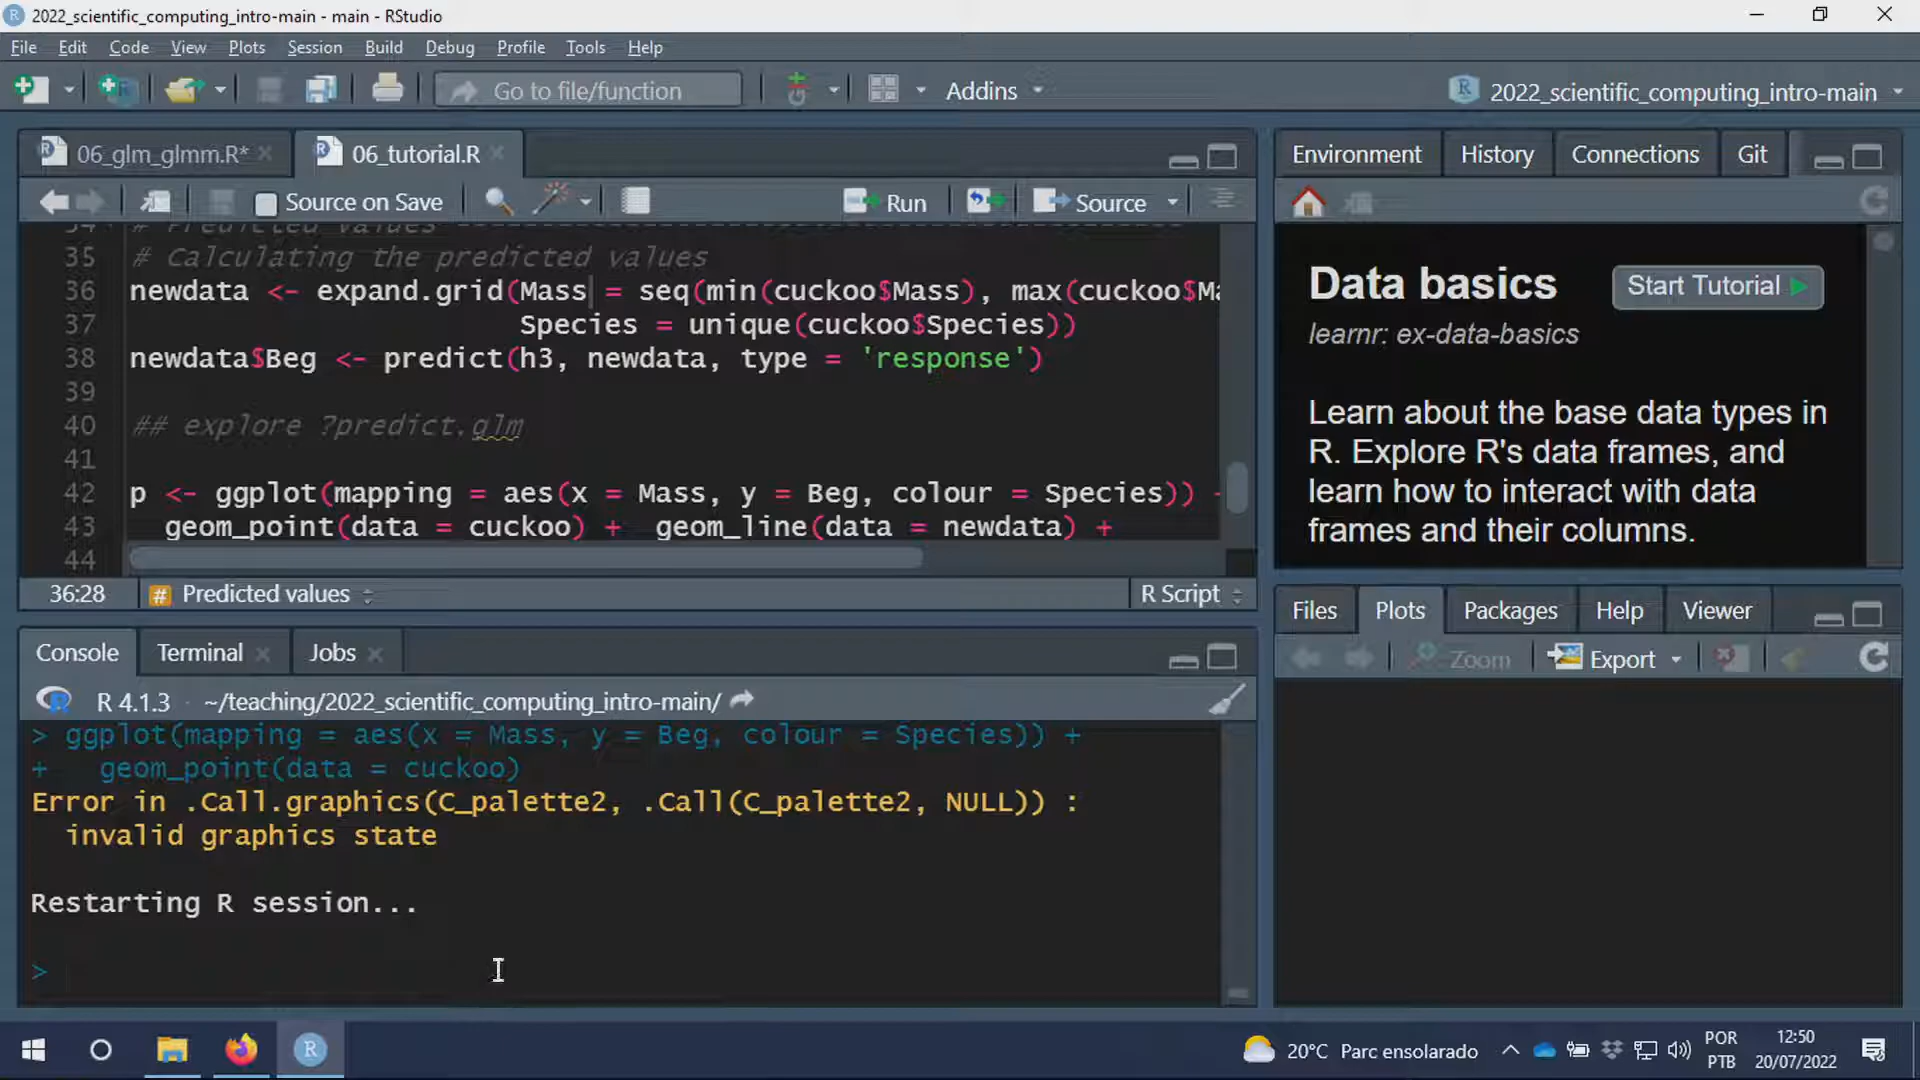 2022_scientific_computing_intro-main - main - RStudio
File Edit Code View Plots Session Build Debug Profile Tools Help
Go to file/function
Addins
2022_scientific_computing_intro-main
06_glm_glmm.R*
06_tutorial.R
Source on Save
Run
Source
34 # Predicted values ----
35 # Calculating the predicted values
36 newdata <- expand.grid(Mass = seq(min(cuckoo$Mass), max(cuckoo$Ma
37 Species = unique(cuckoo$Species))
38 newdata$Beg <- predict(h3, newdata, type = 'response')
39
40 ## explore ?predict.glm
41
42 p <- ggplot(mapping = aes(x = Mass, y = Beg, colour = Species))
43 geom_point(data = cuckoo) + geom_line(data = newdata) +
44
36:28
# Predicted values
R Script
Console Terminal Jobs
R 4.1.3 · ~/teaching/2022_scientific_computing_intro-main/
> ggplot(mapping = aes(x = Mass, y = Beg, colour = Species)) +
+ geom_point(data = cuckoo)
Error in .Call.graphics(C_palette2, .Call(C_palette2, NULL)) :
invalid graphics state
Restarting R session...
>
Environment History Connections Git
Data basics
Start Tutorial
learnr: ex-data-basics
Learn about the base data types in
R. Explore R's data frames, and
learn how to interact with data
frames and their columns.
Files Plots Packages Help Viewer
Zoom
Export
20°C Parc ensolarado
POR
PTB
12:50
20/07/2022